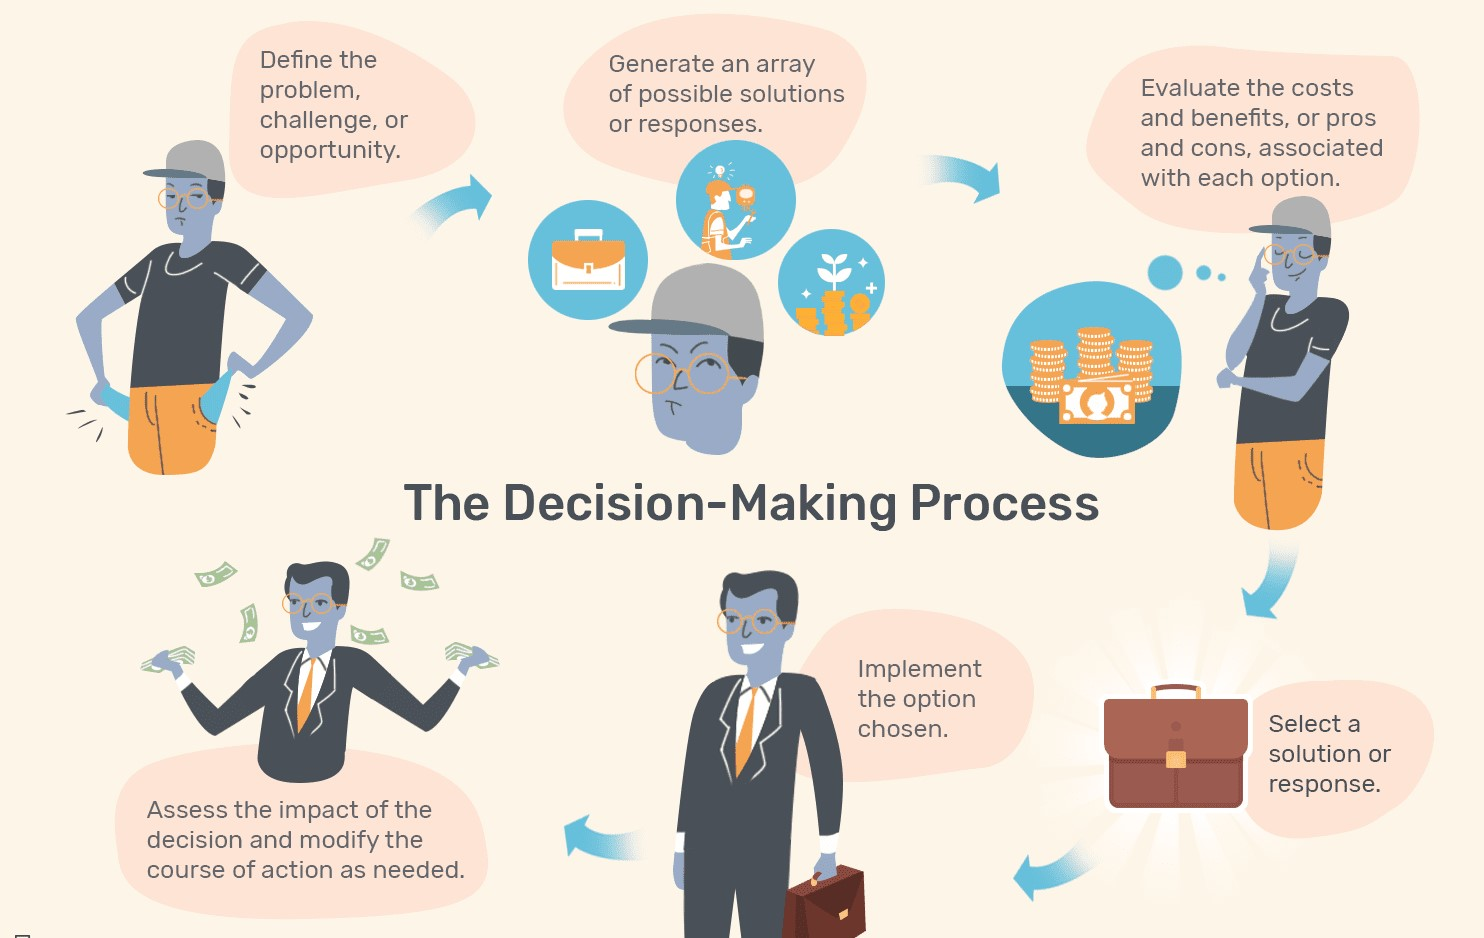 Define the
problem,
challenge, or
opportunity.
Generate an array
of possible solutions
or responses.
Evaluate the costs
and benefits, or pros
and cons, associated
with each option.
The Decision-Making Process
Select a
solution or
response.
Implement
the option
chosen.
Assess the impact of the
decision and modify the
course of action as needed.